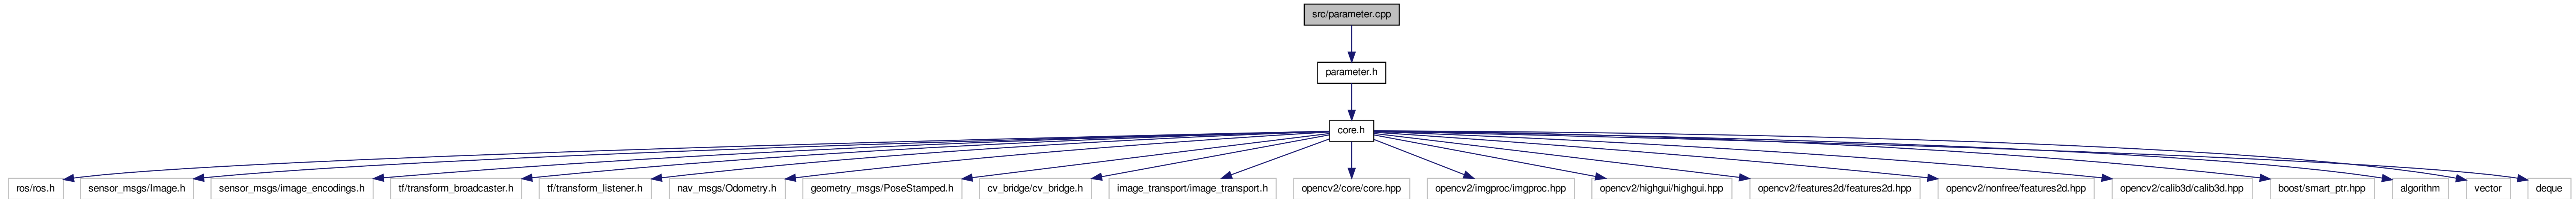 src/parameter.cpp
parameter.h
core.h
ros/ros.h
sensor_msgs/Image.h
sensor_msgs/image_encodings.h
tf/transform_broadcaster.h
tf/transform_listener.h
nav_msgs/Odometry.h
geometry_msgs/PoseStamped.h
cv_bridge/cv_bridge.h
image_transport/image_transport.h
opencv2/core/core.hpp
opencv2/imgproc/imgproc.hpp
opencv2/highgui/highgui.hpp
opencv2/features2d/features2d.hpp
opencv2/nonfree/features2d.hpp
opencv2/calib3d/calib3d.hpp
boost/smart_ptr.hpp
algorithm
vector
deque